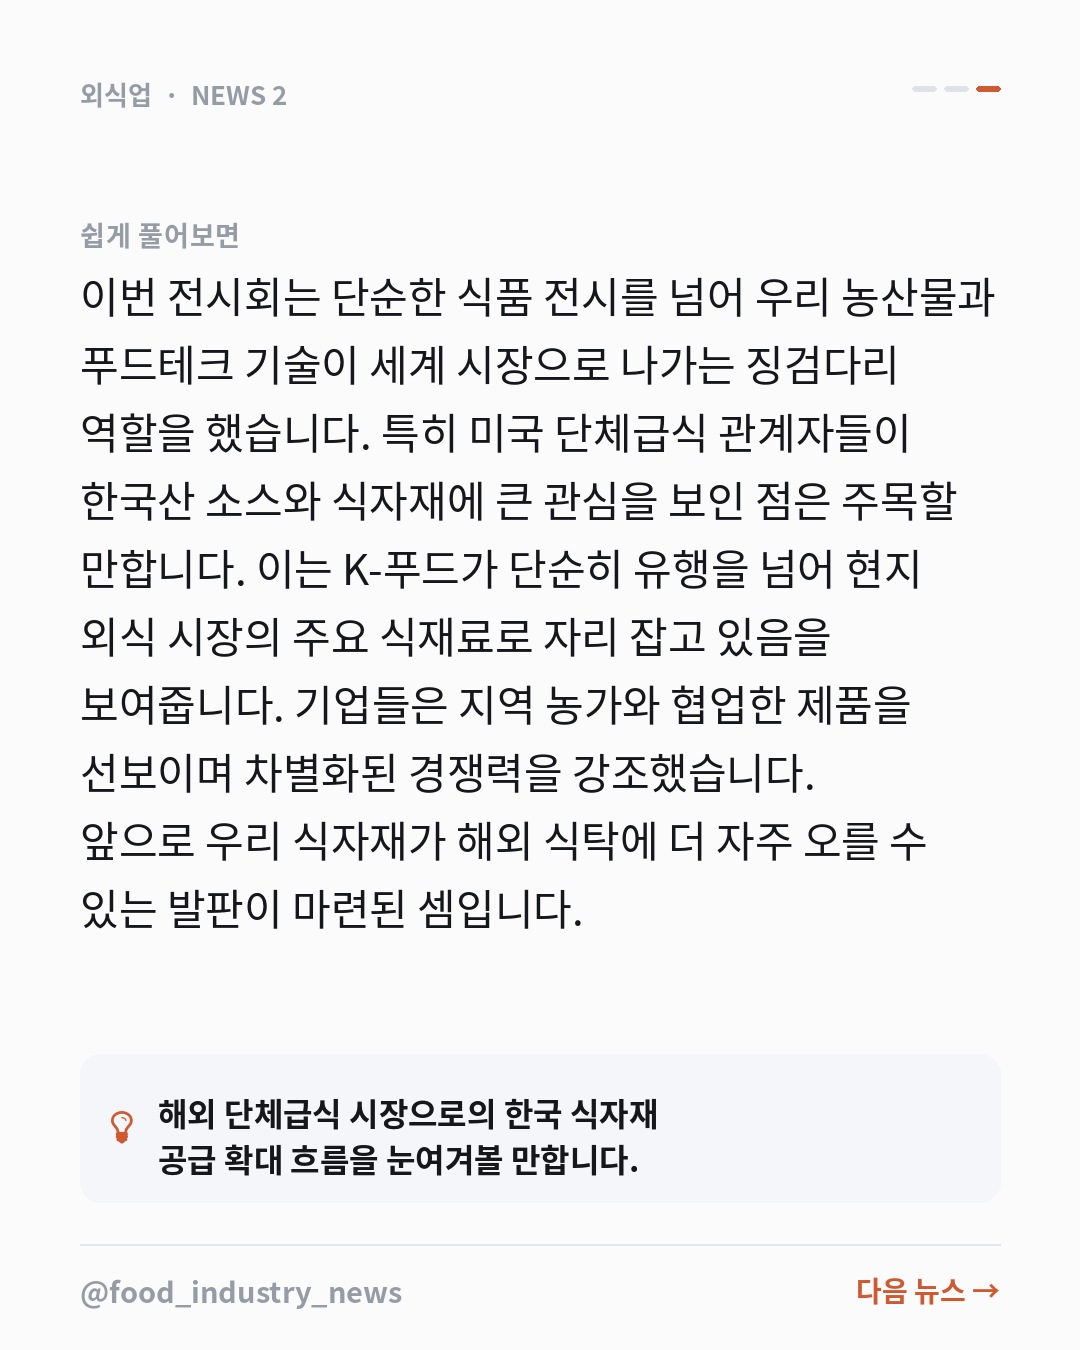 외식업 · NEWS 2
쉽게 풀어보면
이번 전시회는 단순한 식품 전시를 넘어 우리 농산물과
푸드테크 기술이 세계 시장으로 나가는 징검다리
역할을 했습니다. 특히 미국 단체급식 관계자들이
한국산 소스와 식자재에 큰 관심을 보인 점은 주목할
만합니다. 이는 K-푸드가 단순히 유행을 넘어 현지
외식 시장의 주요 식재료로 자리 잡고 있음을
보여줍니다. 기업들은 지역 농가와 협업한 제품을
선보이며 차별화된 경쟁력을 강조했습니다.
앞으로 우리 식자재가 해외 식탁에 더 자주 오를 수
있는 발판이 마련된 셈입니다.
해외 단체급식 시장으로의 한국 식자재
공급 확대 흐름을 눈여겨볼 만합니다.
@food_industry_news
다음 뉴스 →